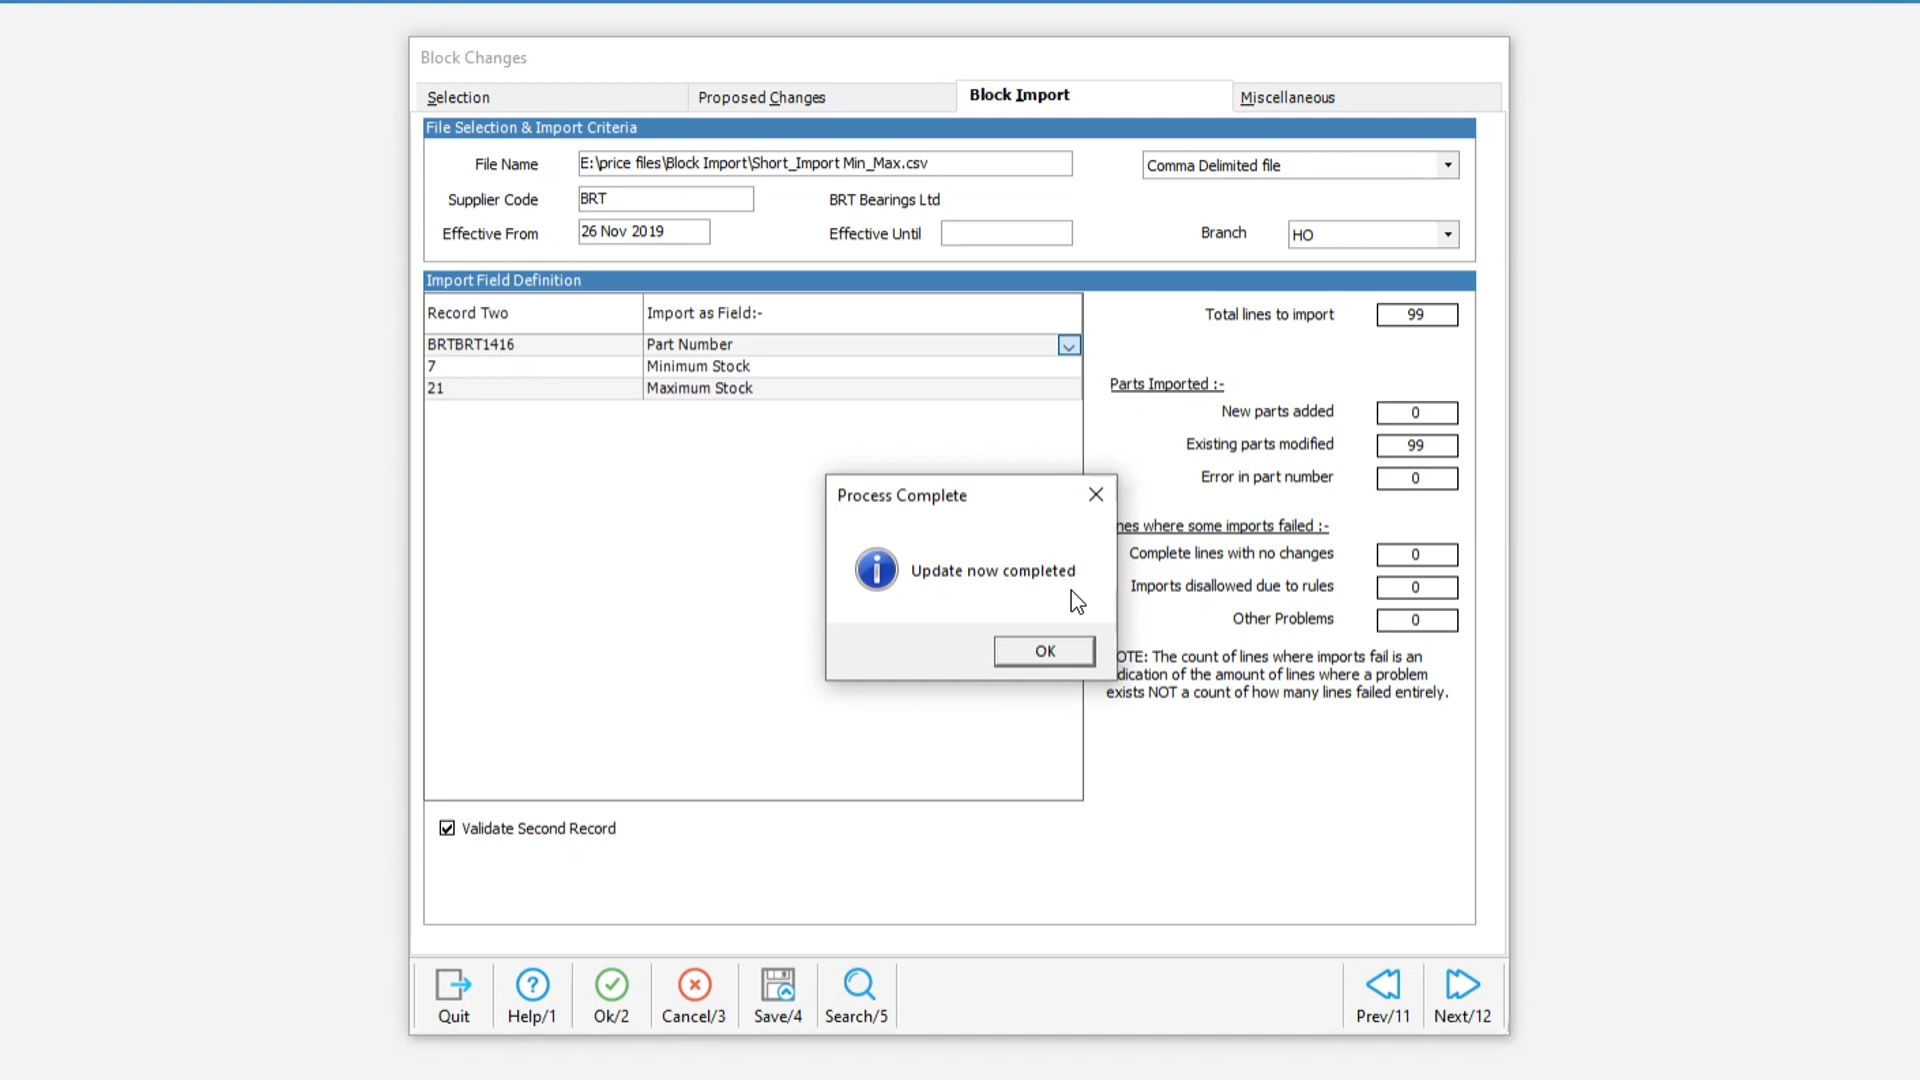 Block Changes
Selection
Proposed Changes
Block Import
Miscellaneous
File Selection & Import Criteria
File Name
E:\price files\Block Import\Short_Import Min_Max.csv
Comma Delimited file
Supplier Code
BRT
BRT Bearings Ltd
Effective From
26 Nov 2019
Effective Until
Branch
HO
Import Field Definition
Record Two
Import as Field:-
BRTBRT1416
Part Number
7
Minimum Stock
21
Maximum Stock
Total lines to import
99
Parts Imported :-
New parts added
0
Existing parts modified
99
Error in part number
0
nes where some imports failed :-
Complete lines with no changes
0
Imports disallowed due to rules
0
Other Problems
0
OTE: The count of lines where imports fail is an
dication of the amount of lines where a problem
exists NOT a count of how many lines failed entirely.
Process Complete
Update now completed
OK
Validate Second Record
Quit
Help/1
Ok/2
Cancel/3
Save/4
Search/5
Prev/11
Next/12